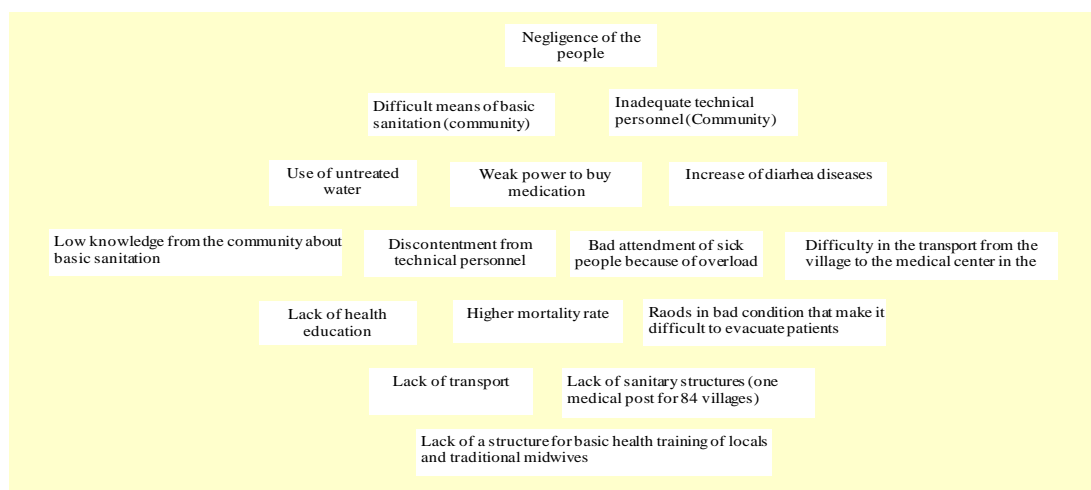 Negligence of the
people
Difficult means of basic
sanitation (community)
Inadequate technical
personnel (Community)
Use of untreated
water
Weak power to buy
medication
Increase of diarrhea diseases
Low knowledge from the community about
basic sanitation
Discontentment from
technical personnel
Bad attendment of sick
people because of overload
Difficulty in the transport from the
village to the medical center in the
Lack of health
education
Higher mortality rate
Raods in bad condition that make it
difficult to evacuate patients
Lack of transport
Lack of sanitary structures (one
medical post for 84 villages)
Lack of a structure for basic health training of locals
and traditional midwives